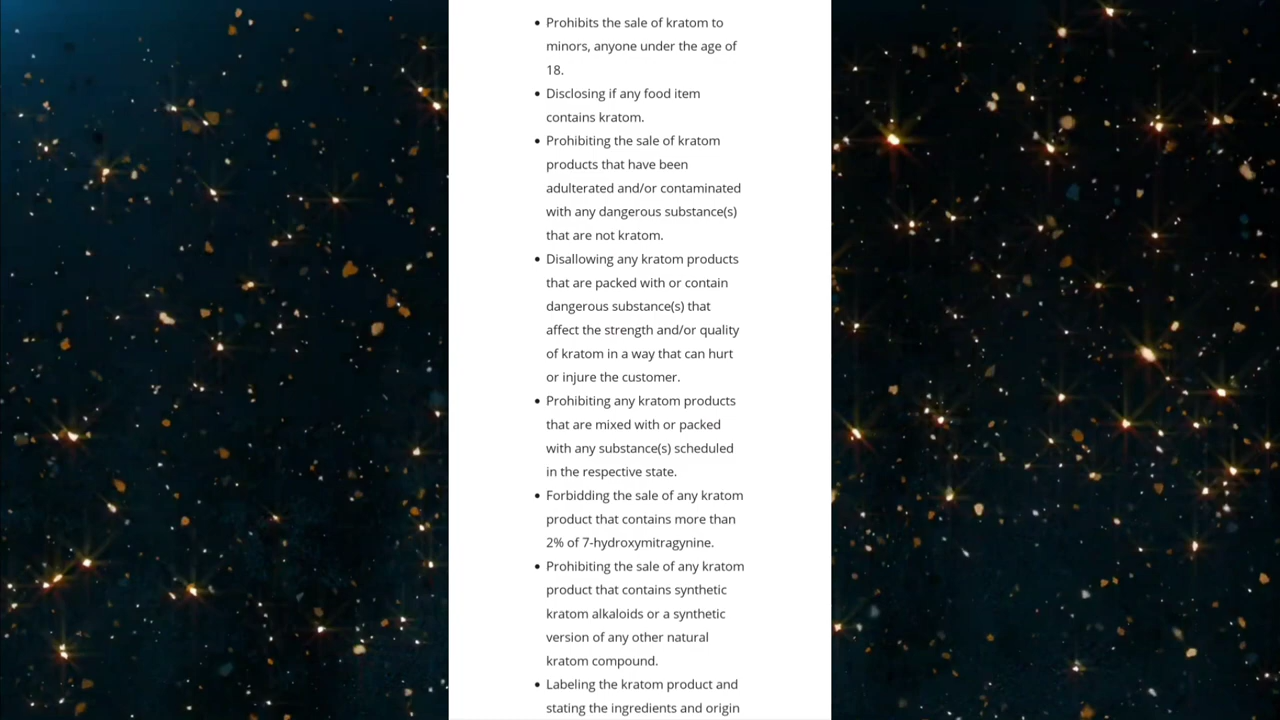 • Prohibits the sale of kratom to
minors, anyone under the age of
18.
• Disclosing if any food item
contains kratom.
• Prohibiting the sale of kratom
products that have been
adulterated and/or contaminated
with any dangerous substance(s)
that are not kratom.
• Disallowing any kratom products
that are packed with or contain
dangerous substance(s) that
affect the strength and/or quality
of kratom in a way that can hurt
or injure the customer.
• Prohibiting any kratom products
that are mixed with or packed
with any substance(s) scheduled
in the respective state.
• Forbidding the sale of any kratom
product that contains more than
2% of 7-hydroxymitragynine.
• Prohibiting the sale of any kratom
product that contains synthetic
kratom alkaloids or a synthetic
version of any other natural
kratom compound.
• Labeling the kratom product and
stating the ingredients and origin